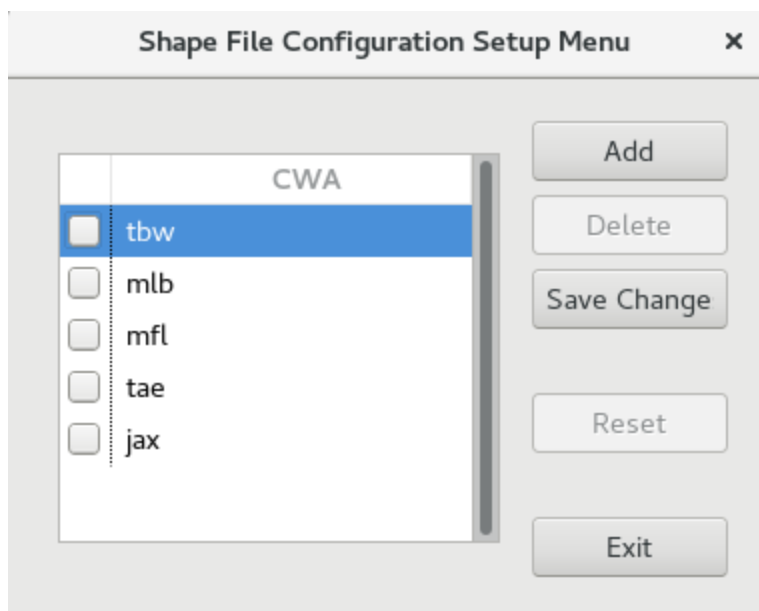 Shape File Configuration Setup Menu
CWA
tbw
mlb
mfl
tae
jax
Add
Delete
Save Change
Reset
Exit